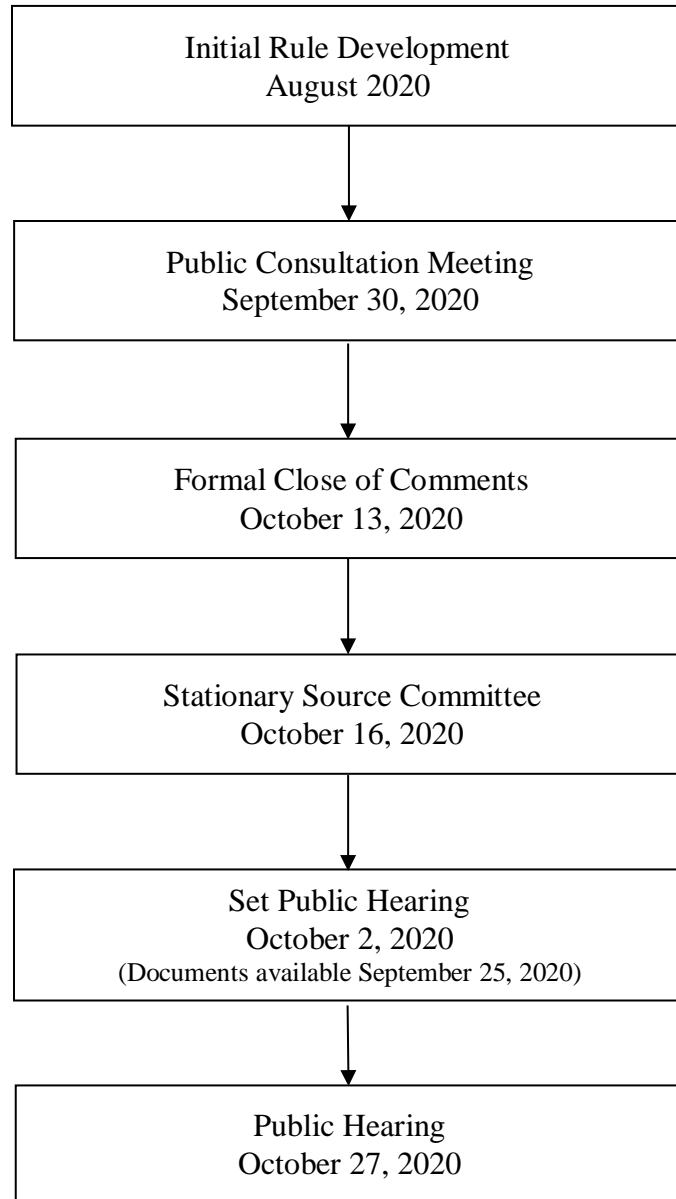 Initial Rule Development
August 2020
Public Consultation Meeting
September 30, 2020
Formal Close of Comments
October 13, 2020
Stationary Source Committee
October 16, 2020
Set Public Hearing
October 2, 2020
(Documents available September 25, 2020)
Public Hearing
October 27, 2020